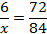 6/x = 72/84